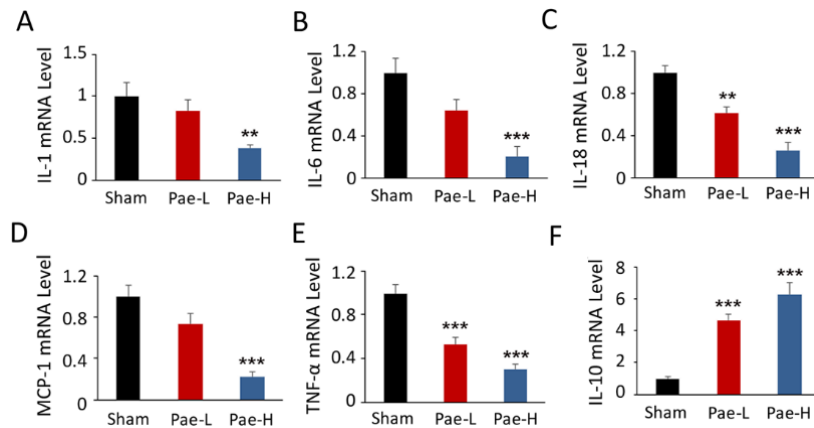 A
IL-1 mRNA Level
1.5
1
0.5
0
**
Sham Pae-L Pae-H
B
IL-6 mRNA Level
1.2
0.8
0.4
0
***
Sham Pae-L Pae-H
C
IL-18 mRNA Level
1.2
0.8
0.4
0
**
***
Sham Pae-L Pae-H
D
MCP-1 mRNA Level
1.2
0.8
0.4
0
***
Sham Pae-L Pae-H
E
TNF-α mRNA Level
1.2
0.8
0.4
0
***
***
Sham Pae-L Pae-H
F
IL-10 mRNA Level
8
6
4
2
0
***
***
Sham Pae-L Pae-H